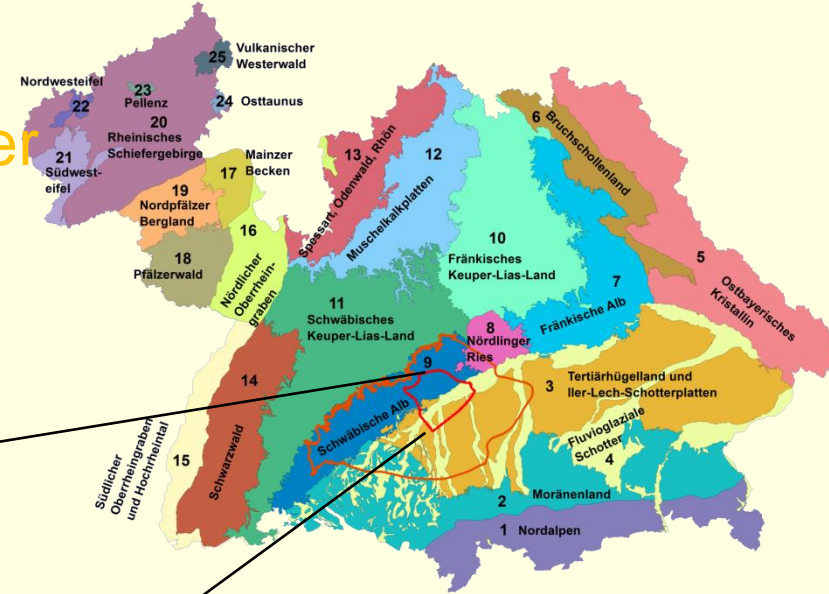 25
Vulkanischer
Westerwald
Nordwesteifel
22
23
Pellenz
24 Osttaunus
20
Rheinisches
Schiefergebirge
er
21
Südwest-
eifel
17
Mainzer
Becken
19
Nordpfälzer
Bergland
16
Nördlicher
Oberrhein-
graben
18
Pfälzerwald
13
Spessart, Odenwald, Rhön
12
Muschelkalkplatten
6
Bruchschollenland
10
Fränkisches
Keuper-Lias-Land
5
Ostbayerisches
Kristallin
7
Fränkische Alb
11
Schwäbisches
Keuper-Lias-Land
8
Nördlinger
Ries
9
Schwäbische Alb
3
Tertiärhügelland und
Iller-Lech-Schotterplatten
14
Schwarzwald
15
Südlicher
Oberrheingraben
und Hochrheintal
Fluvioglaziale
Schotter
4
2
Moränenland
1 Nordalpen